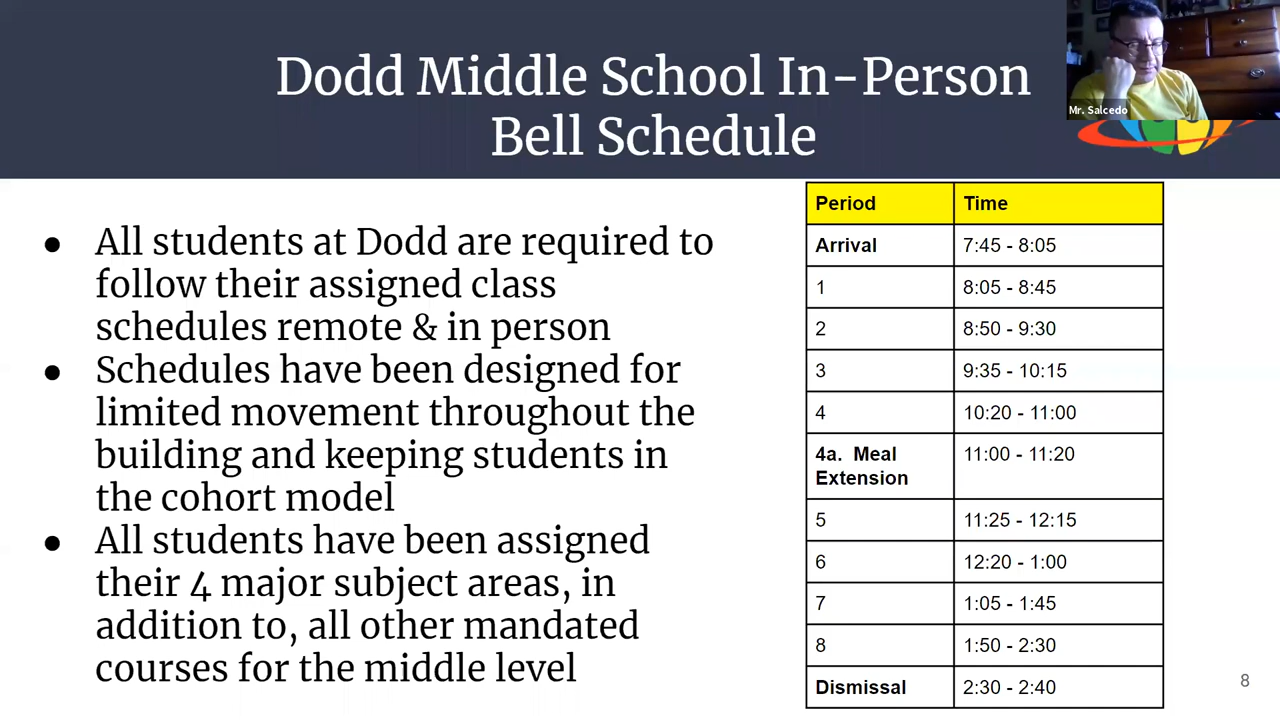 Dodd Middle School In-Person
Bell Schedule
Mr. Salcedo
● All students at Dodd are required to
follow their assigned class
schedules remote & in person
● Schedules have been designed for
limited movement throughout the
building and keeping students in
the cohort model
● All students have been assigned
their 4 major subject areas, in
addition to, all other mandated
courses for the middle level
Period Time
Arrival 7:45 - 8:05
1 8:05 - 8:45
2 8:50 - 9:30
3 9:35 - 10:15
4 10:20 - 11:00
4a. Meal 11:00 - 11:20
Extension
5 11:25 - 12:15
6 12:20 - 1:00
7 1:05 - 1:45
8 1:50 - 2:30
Dismissal 2:30 - 2:40
8